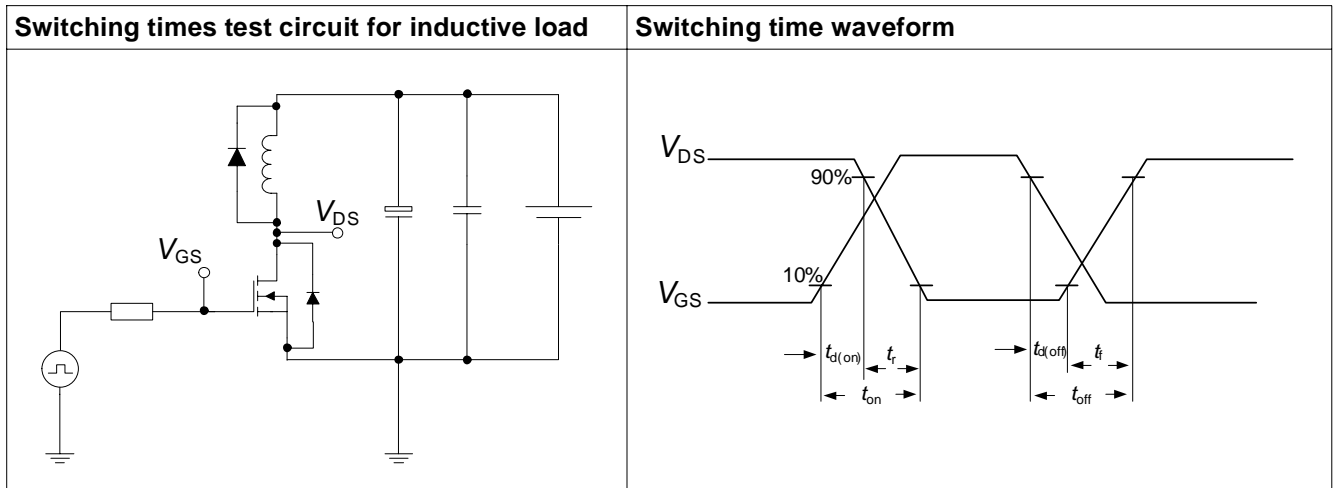 Switching times test circuit for inductive load
Switching time waveform
VDS
VGS
VDS
90%
10%
VGS
td(on)
tr
td(off)
tf
ton
toff